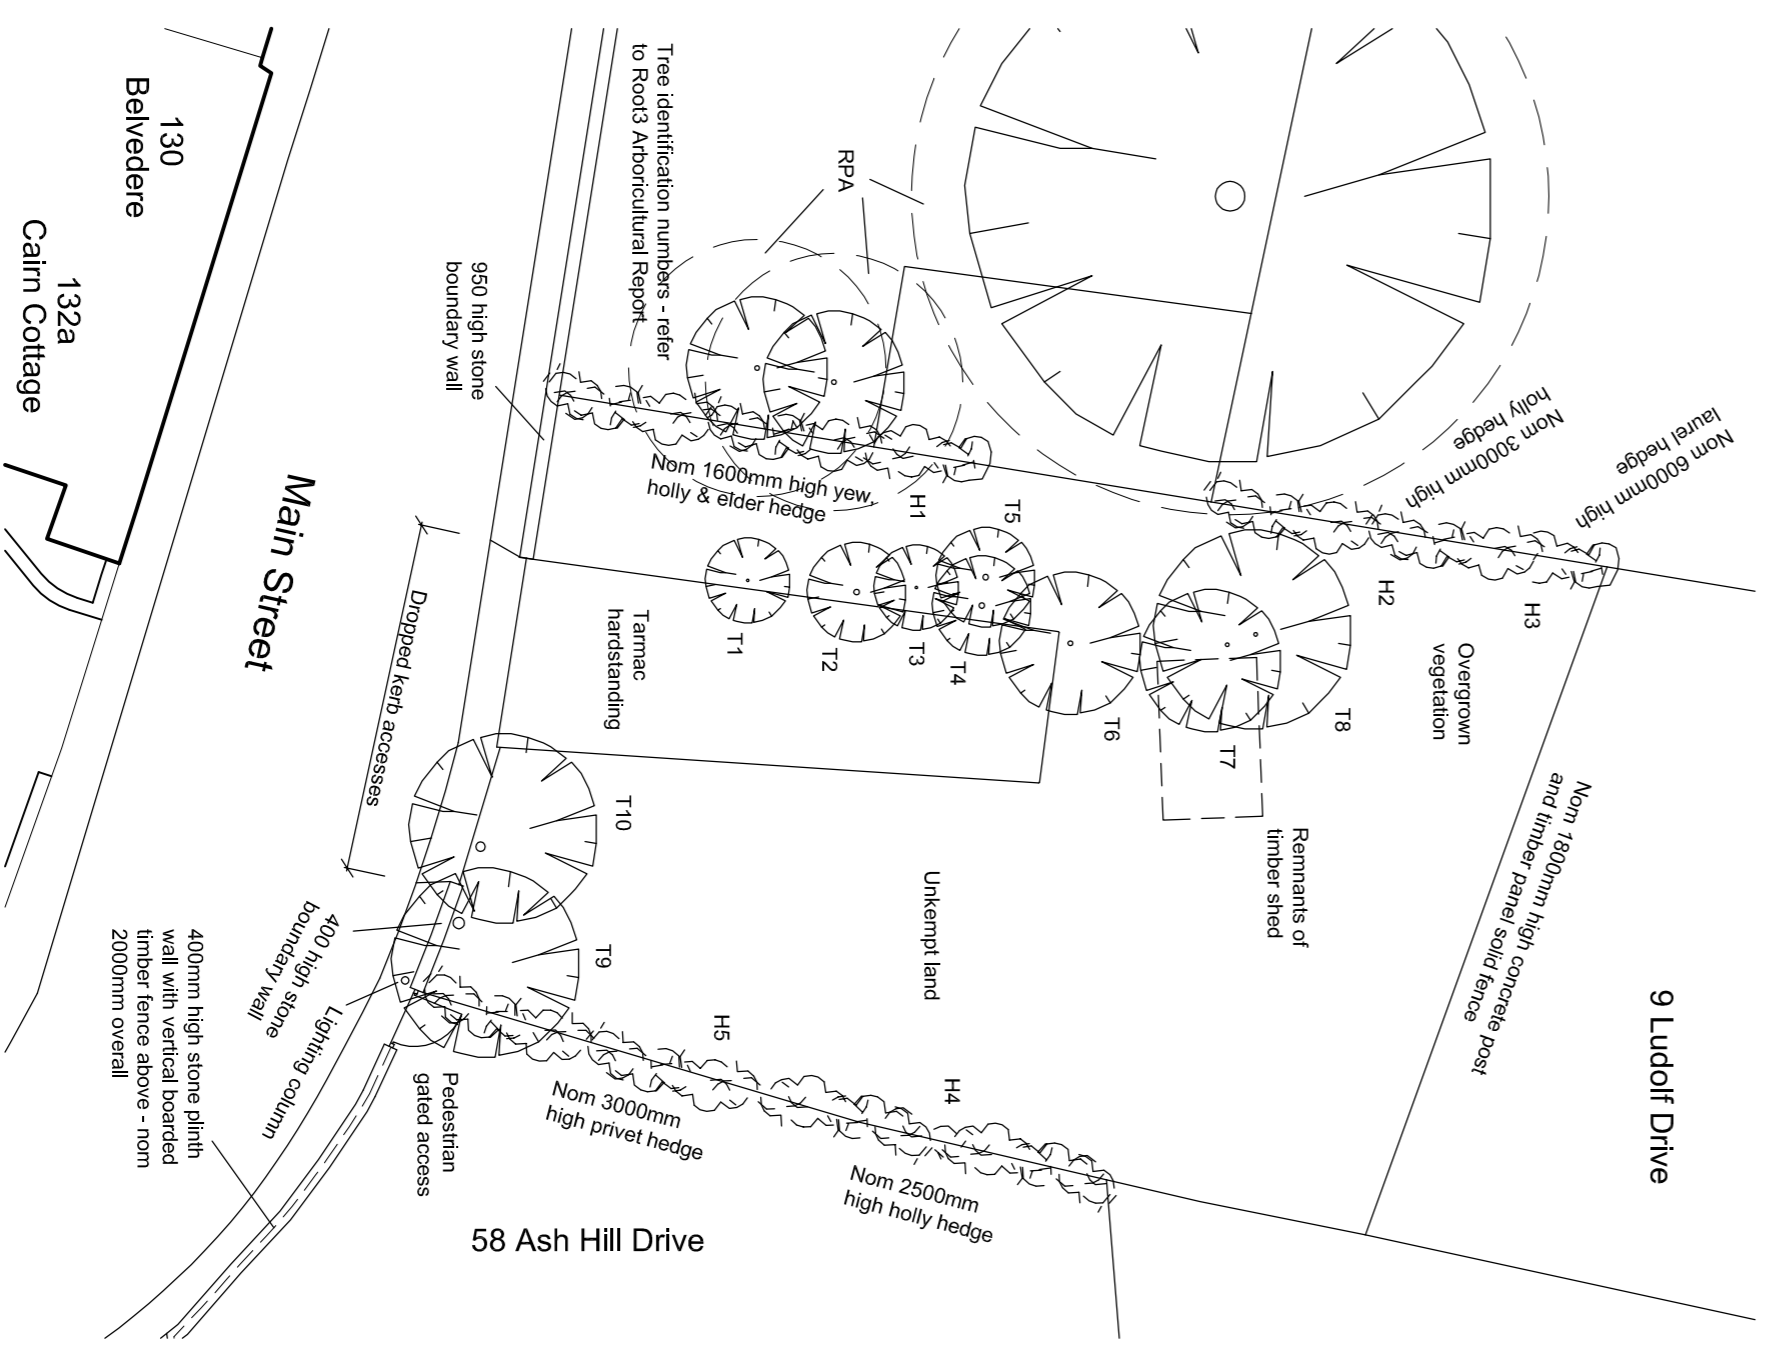 130
Belvedere
132a
Cairn Cottage
Main Street
950 high stone
boundary wall
Tree identification numbers - refer
to Root3 Arboricultural Report
RPA
Nom 1600mm high yew,
holly & elder hedge
H1
Nom 3000mm high
holly hedge
H2
Nom 6000mm high
laurel hedge
H3
T1
T2
T3
T4
T5
T6
T7
T8
T9
T10
Tarmac
hardstanding
Dropped kerb accesses
Overgrown
vegetation
Nom 1800mm high concrete post
and timber panel solid fence
9 Ludolf Drive
Remnants of
timber shed
Unkempt land
400 high stone
boundary wall
Lighting column
400mm high stone plinth
wall with vertical boarded
timber fence above - nom
2000mm overall
Pedestrian
gated access
H5
Nom 3000mm
high privet hedge
H4
Nom 2500mm
high holly hedge
58 Ash Hill Drive